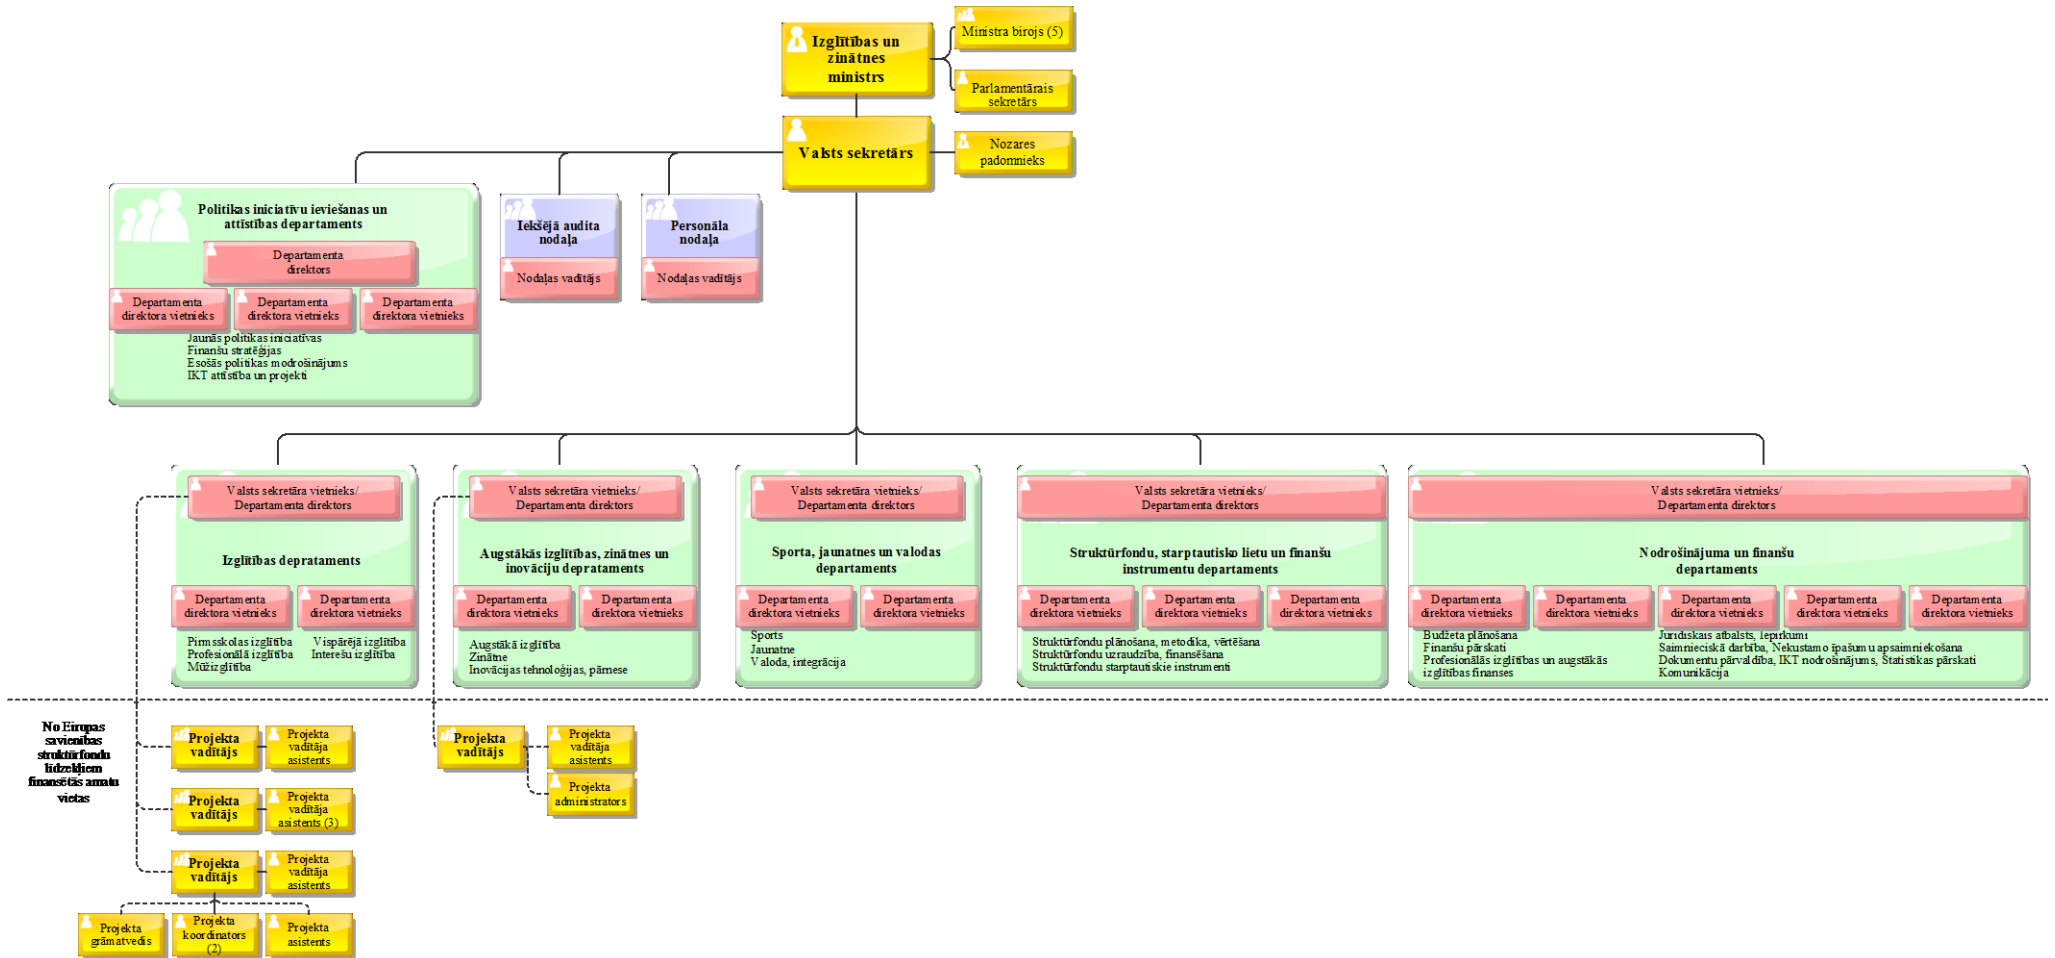 Izglītības un
zinātnes
ministrs
Ministra birojs (5)
Parlamentārais
sekretārs
Valsts sekretārs
Nozares
padomnieks
Politikas iniciatīvu ieviešanas un
attīstības departaments
Departamenta
direktors
Departamenta
direktora vietnieks
Departamenta
direktora vietnieks
Departamenta
direktora vietnieks
Jaunās politikas iniciatīvas
Finanšu stratēģijas
Esošās politikas modrošinājums
IKT attīstība un projekti
Iekšējā audita
nodaļa
Nodaļas vadītājs
Personāla
nodaļa
Nodaļas vadītājs
Valsts sekretāra vietnieks/
Departamenta direktors
Izglītības deprataments
Departamenta
direktora vietnieks
Departamenta
direktora vietnieks
Pirmsskolas izglītība
Profesionālā izglītība
Mūžizglītība
Vispārējā izglītība
Interešu izglītība
Valsts sekretāra vietnieks/
Departamenta direktors
Augstākās izglītības, zinātnes un
inovāciju deprataments
Departamenta
direktora vietnieks
Departamenta
direktora vietnieks
Augstākā izglītība
Zinātne
Inovācijas tehnoloģijas, pārnese
Valsts sekretāra vietnieks/
Departamenta direktors
Sporta, jaunatnes un valodas
departaments
Departamenta
direktora vietnieks
Departamenta
direktora vietnieks
Sports
Jaunatne
Valoda, integrācija
Valsts sekretāra vietnieks/
Departamenta direktors
Struktūrfondu, starptautisko lietu un finanšu
instrumentu departaments
Departamenta
direktora vietnieks
Departamenta
direktora vietnieks
Departamenta
direktora vietnieks
Struktūrfondu plānošana, metodika, vērtēšana
Struktūrfondu uzraudzība, finansēšana
Struktūrfondu starptautiskie instrumenti
Valsts sekretāra vietnieks/
Departamenta direktors
Nodrošinājuma un finanšu
departaments
Departamenta
direktora vietnieks
Departamenta
direktora vietnieks
Departamenta
direktora vietnieks
Departamenta
direktora vietnieks
Departamenta
direktora vietnieks
Budžeta plānošana
Finanšu pārskati
Profesionālās izglītības un augstākās
izglītības finanses
Juridiskais atbalsts, Iepirkumi
Saimnieciskā darbība, Nekustamo īpašumu apsaimniekošana
Dokumentu pārvaldība, IKT nodrošinājums, Statistikas pārskati
Komunikācija
No Eiropas
savienības
struktūrfondu
līdzekļiem
finansētās amatu
vietas
Projekta
vadītājs
Projekta
vadītāja
asistents
Projekta
vadītājs
Projekta
vadītāja
asistents (3)
Projekta
vadītājs
Projekta
vadītāja
asistents
Projekta
grāmatvedis
Projekta
koordinators
(2)
Projekta
asistents
Projekta
vadītājs
Projekta
vadītāja
asistents
Projekta
administrators